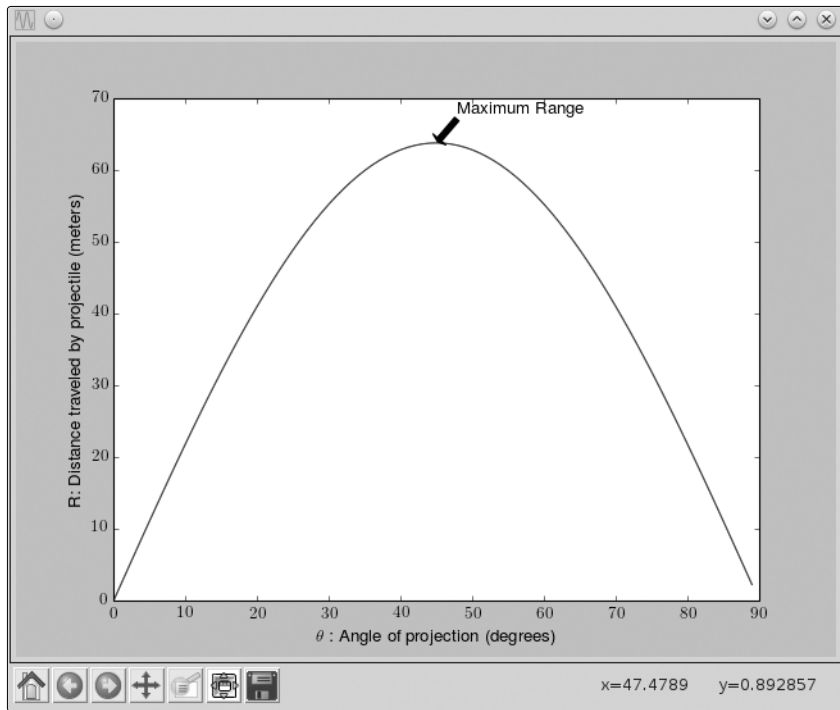 Maximum Range
70
60
50
40
30
20
10
0
R: Distance traveled by projectile (meters)
0 10 20 30 40 50 60 70 80 90
θ : Angle of projection (degrees)
x=47.4789 y=0.892857